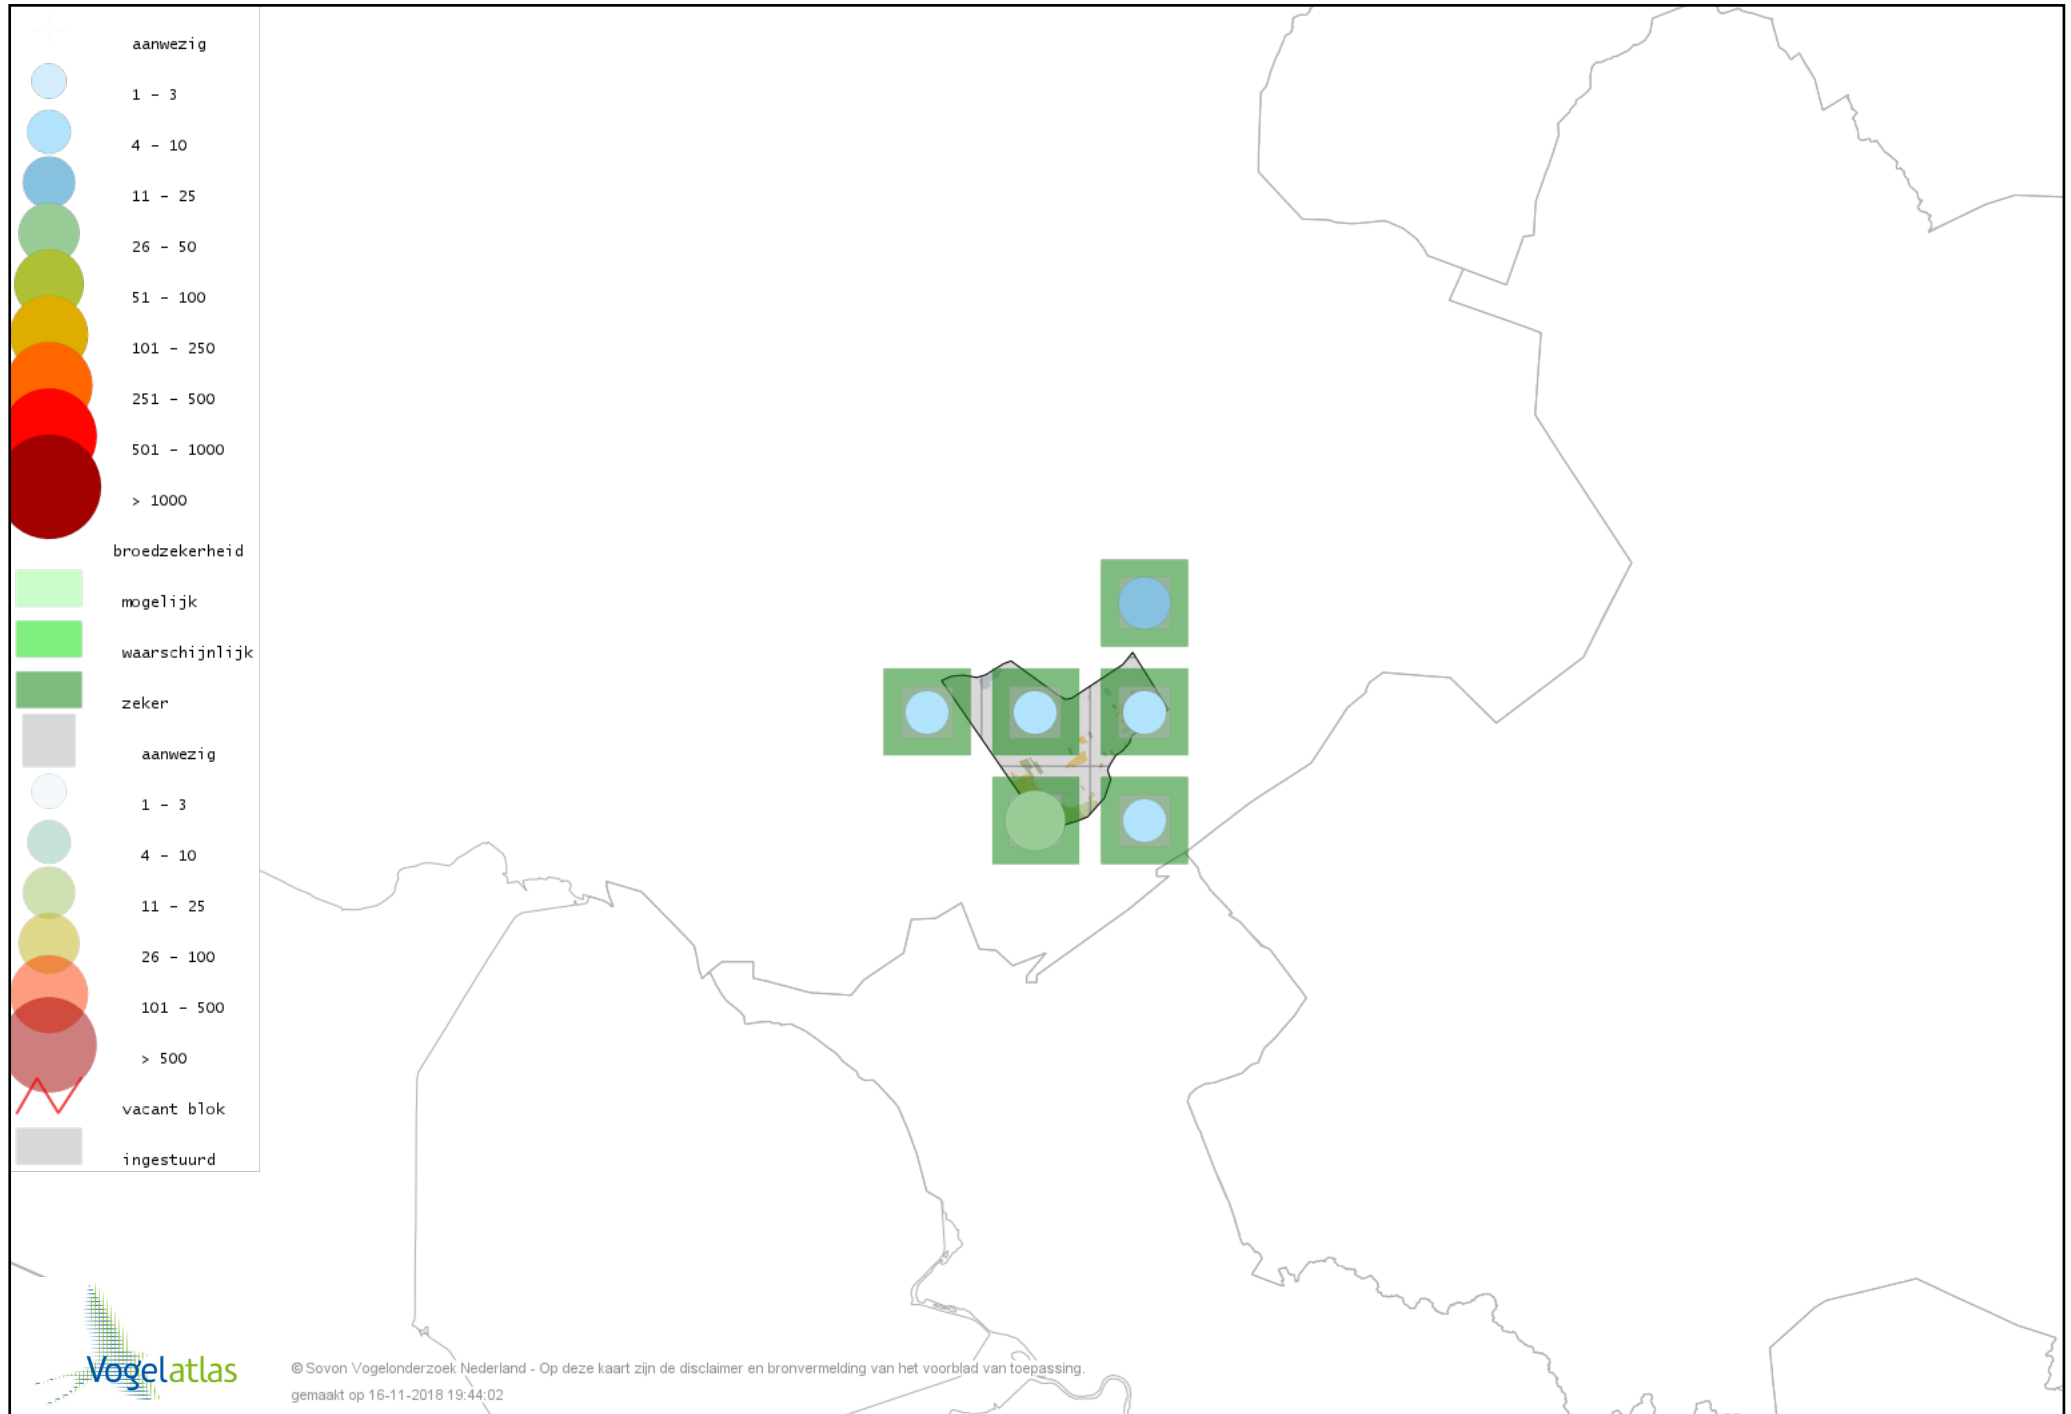 aanwezig
1 - 3
4 - 10
11 - 25
26 - 50
51 - 100
101 - 250
251 - 500
501 - 1000
> 1000
broedzekerheid
mogelijk
waarschijnlijk
zeker
aanwezig
1 - 3
4 - 10
11 - 25
26 - 100
101 - 500
> 500
vacant blok
ingestuurd
Vogelatlas
© Sovon Vogelonderzoek Nederland - Op deze kaart zijn de disclaimer en bronvermelding van het voorblad van toepassing.
gemaakt op 16-11-2018 19:44:02